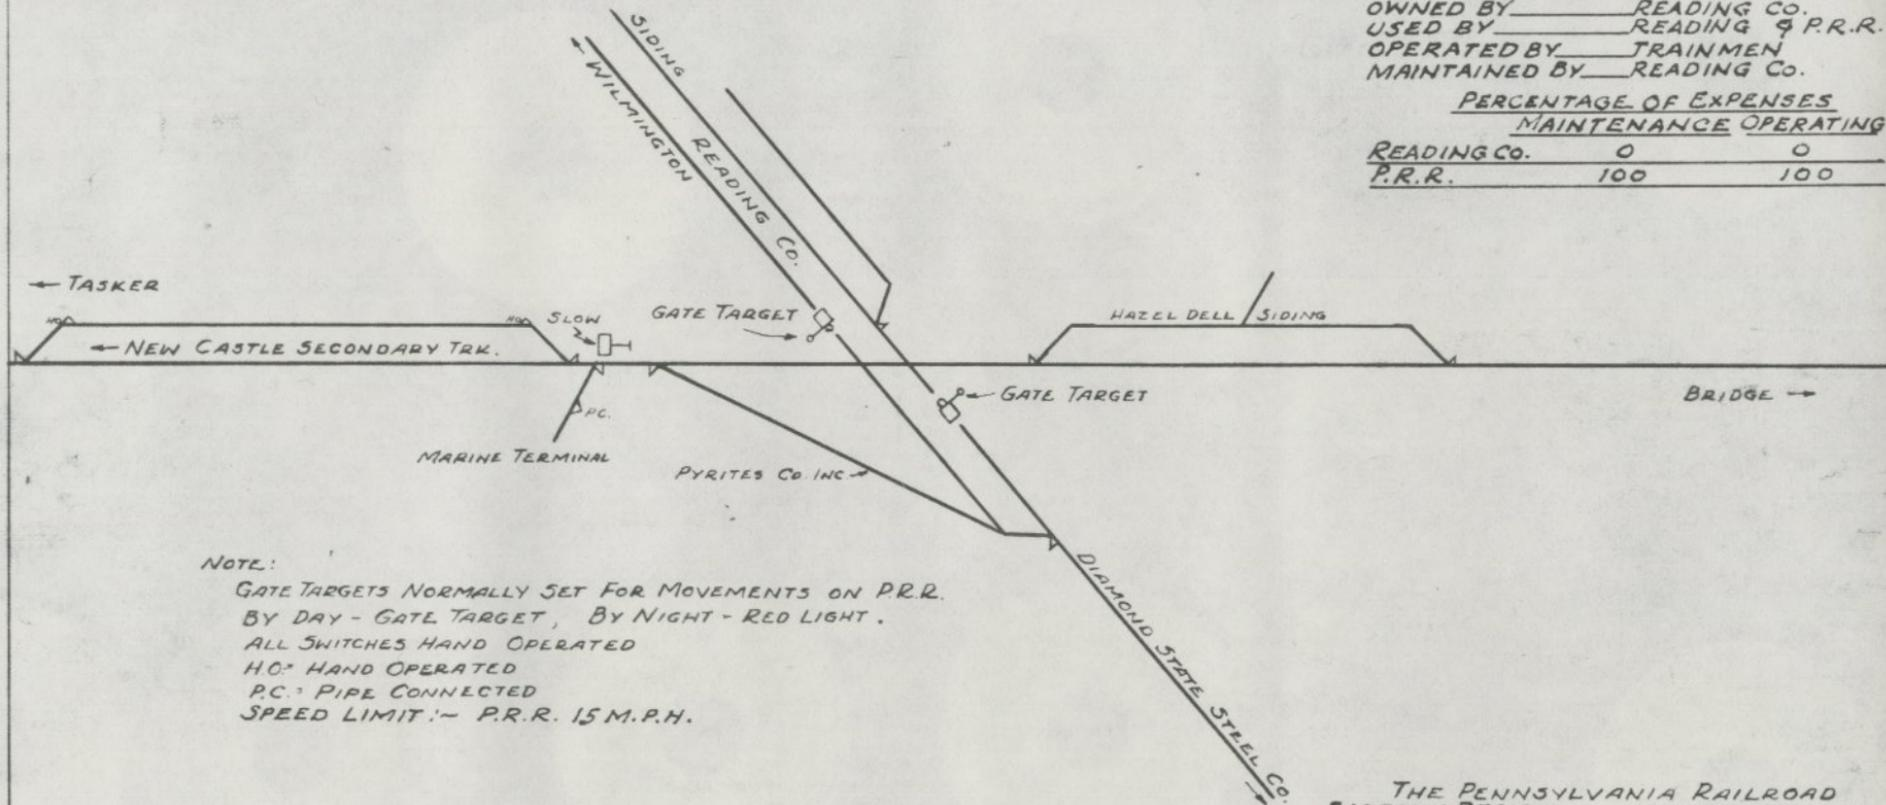 OWNED BY READING CO.
USED BY READING & P.R.R.
OPERATED BY TRAINMEN
MAINTAINED BY READING CO.
PERCENTAGE OF EXPENSES
MAINTENANCE OPERATING
READING CO. 0 0
P.R.R. 100 100
SIDING
WILMINGTON
READING CO.
TASKER
H.O.
H.O.
SLOW
GATE TARGET
HAZEL DELL SIDING
NEW CASTLE SECONDARY TRK.
GATE TARGET
BRIDGE
P.C.
MARINE TERMINAL
PYRITES CO. INC.
DIAMOND STATE STEEL CO.
NOTE:
GATE TARGETS NORMALLY SET FOR MOVEMENTS ON P.R.R.
BY DAY - GATE TARGET, BY NIGHT - RED LIGHT.
ALL SWITCHES HAND OPERATED
H.O. = HAND OPERATED
P.C. = PIPE CONNECTED
SPEED LIMIT :~ P.R.R. 15 M.P.H.
THE PENNSYLVANIA RAILROAD